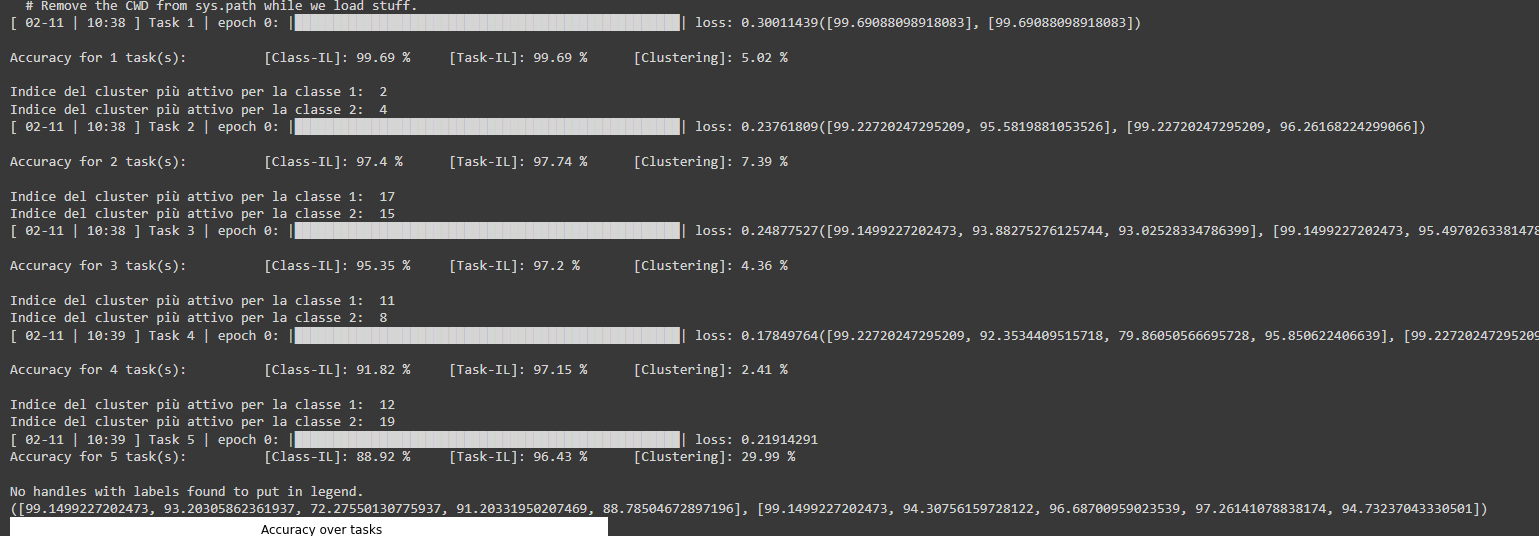 # Remove the CWD from sys.path while we load stuff.
[ 02-11 | 10:38 ] Task 1 | epoch 0: |████████████████████████████████████████████████| loss: 0.30011439([99.69088098918083], [99.69088098918083])
Accuracy for 1 task(s): [Class-IL]: 99.69 % [Task-IL]: 99.69 % [Clustering]: 5.02 %
Indice del cluster più attivo per la classe 1: 2
Indice del cluster più attivo per la classe 2: 4
[ 02-11 | 10:38 ] Task 2 | epoch 0: |████████████████████████████████████████████████| loss: 0.23761809([99.22720247295209, 95.5819881053526], [99.22720247295209, 96.26168224299066])
Accuracy for 2 task(s): [Class-IL]: 97.4 % [Task-IL]: 97.74 % [Clustering]: 7.39 %
Indice del cluster più attivo per la classe 1: 17
Indice del cluster più attivo per la classe 2: 15
[ 02-11 | 10:38 ] Task 3 | epoch 0: |████████████████████████████████████████████████| loss: 0.24877527([99.1499227202473, 93.88275276125744, 93.02528334786399], [99.1499227202473, 95.4970263381478
Accuracy for 3 task(s): [Class-IL]: 95.35 % [Task-IL]: 97.2 % [Clustering]: 4.36 %
Indice del cluster più attivo per la classe 1: 11
Indice del cluster più attivo per la classe 2: 8
[ 02-11 | 10:39 ] Task 4 | epoch 0: |████████████████████████████████████████████████| loss: 0.17849764([99.22720247295209, 92.3534409515718, 79.86050566695728, 95.850622406639], [99.22720247295209
Accuracy for 4 task(s): [Class-IL]: 91.82 % [Task-IL]: 97.15 % [Clustering]: 2.41 %
Indice del cluster più attivo per la classe 1: 12
Indice del cluster più attivo per la classe 2: 19
[ 02-11 | 10:39 ] Task 5 | epoch 0: |████████████████████████████████████████████████| loss: 0.21914291
Accuracy for 5 task(s): [Class-IL]: 88.92 % [Task-IL]: 96.43 % [Clustering]: 29.99 %
No handles with labels found to put in legend.
([99.1499227202473, 93.20305862361937, 72.27550130775937, 91.20331950207469, 88.78504672897196], [99.1499227202473, 94.30756159728122, 96.68700959023539, 97.26141078838174, 94.73237043330501])
Accuracy over tasks